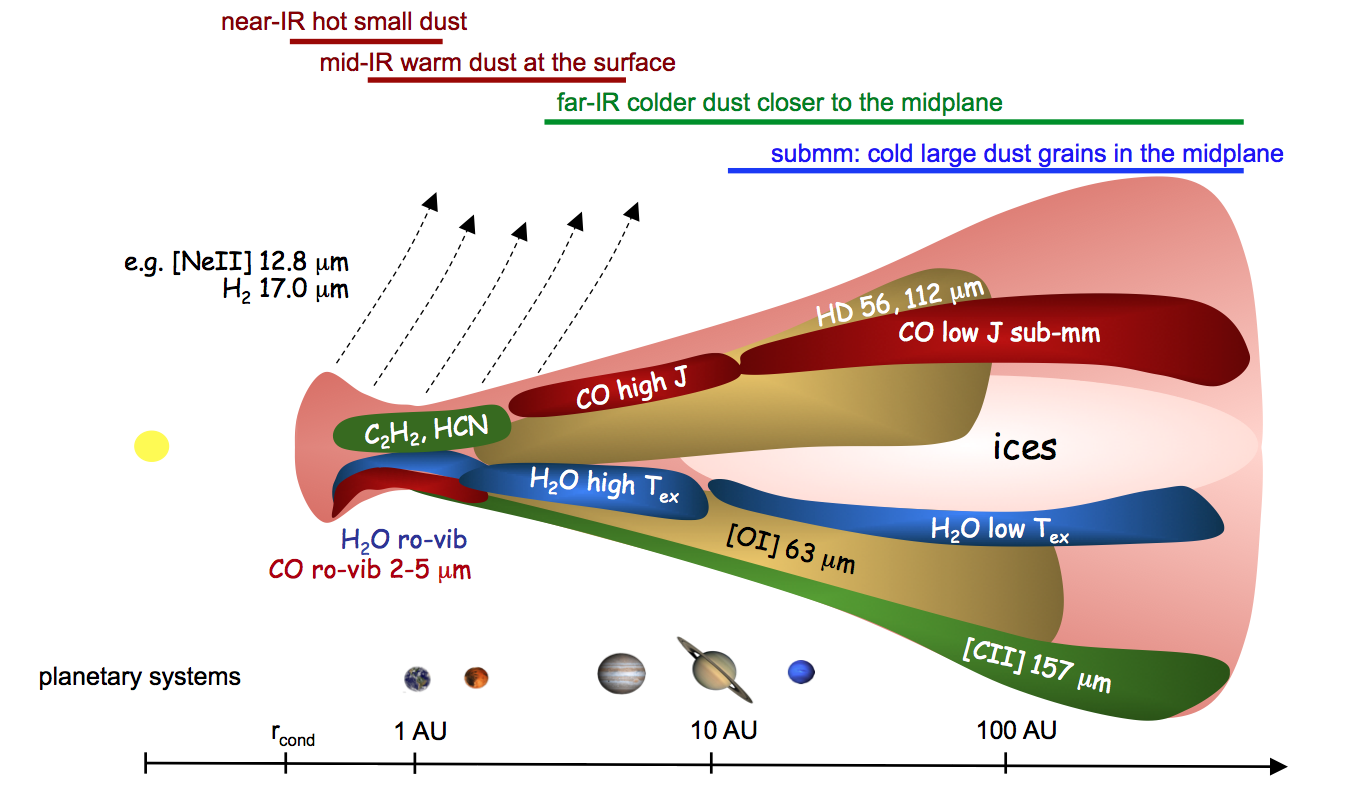 near-IR hot small dust
mid-IR warm dust at the surface
far-IR colder dust closer to the midplane
submm: cold large dust grains in the midplane
e.g. [NeII] 12.8 μm
H₂ 17.0 μm
HD 56, 112 μm
CO low J sub-mm
CO high J
C₂H₂, HCN
ices
H₂O high Tex
H₂O low Tex
[OI] 63 μm
H₂O ro-vib
CO ro-vib 2-5 μm
[CII] 157 μm
planetary systems
rcond
1 AU
10 AU
100 AU